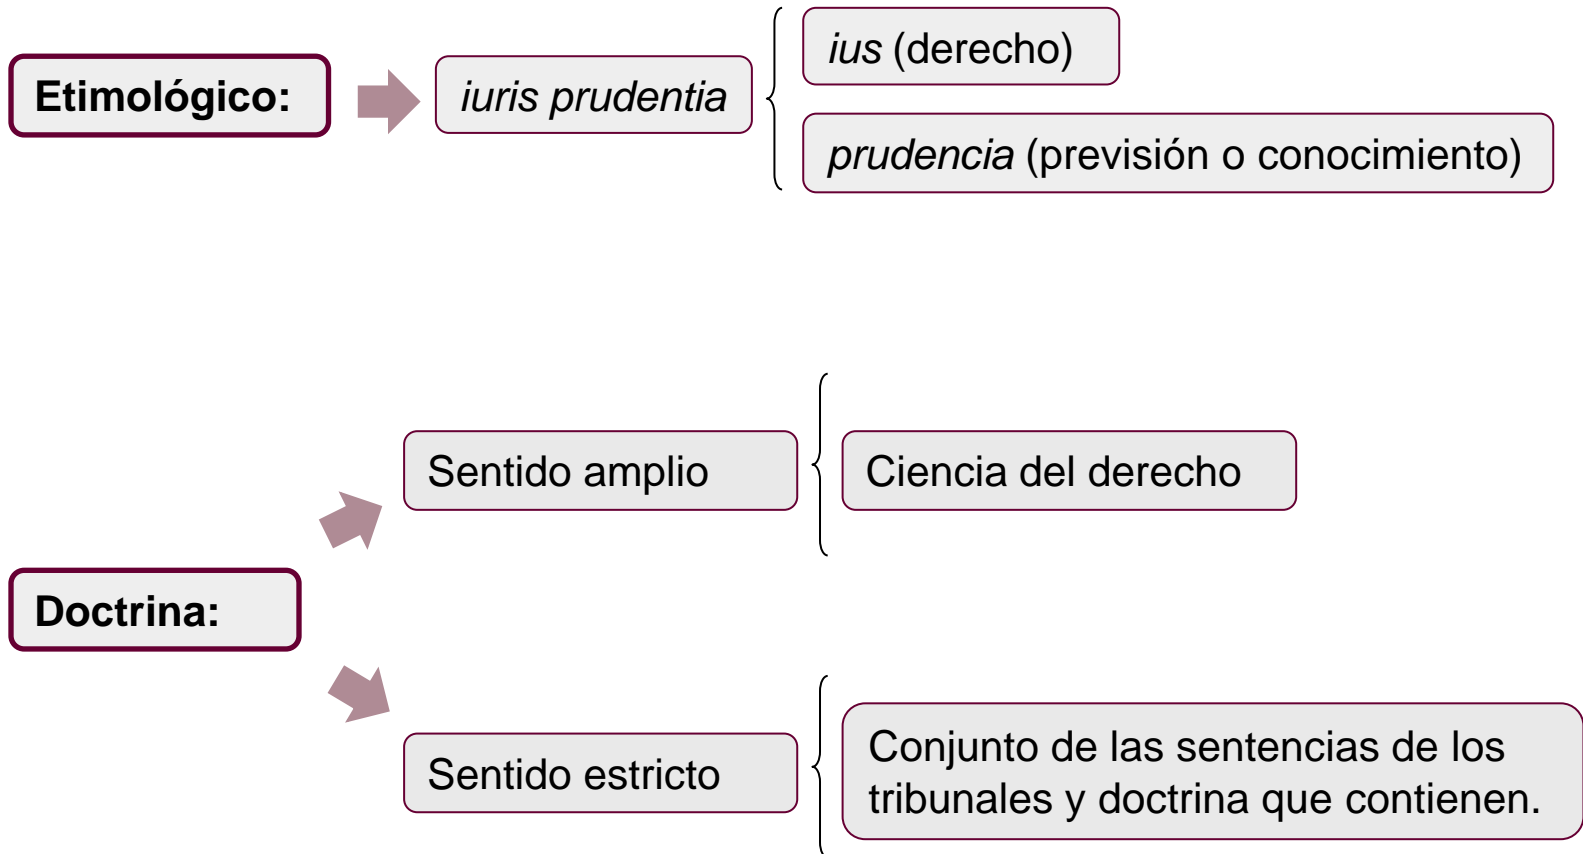 Etimológico:
iuris prudentia
ius (derecho)
prudencia (previsión o conocimiento)
Doctrina:
Sentido amplio
Ciencia del derecho
Sentido estricto
Conjunto de las sentencias de los
tribunales y doctrina que contienen.